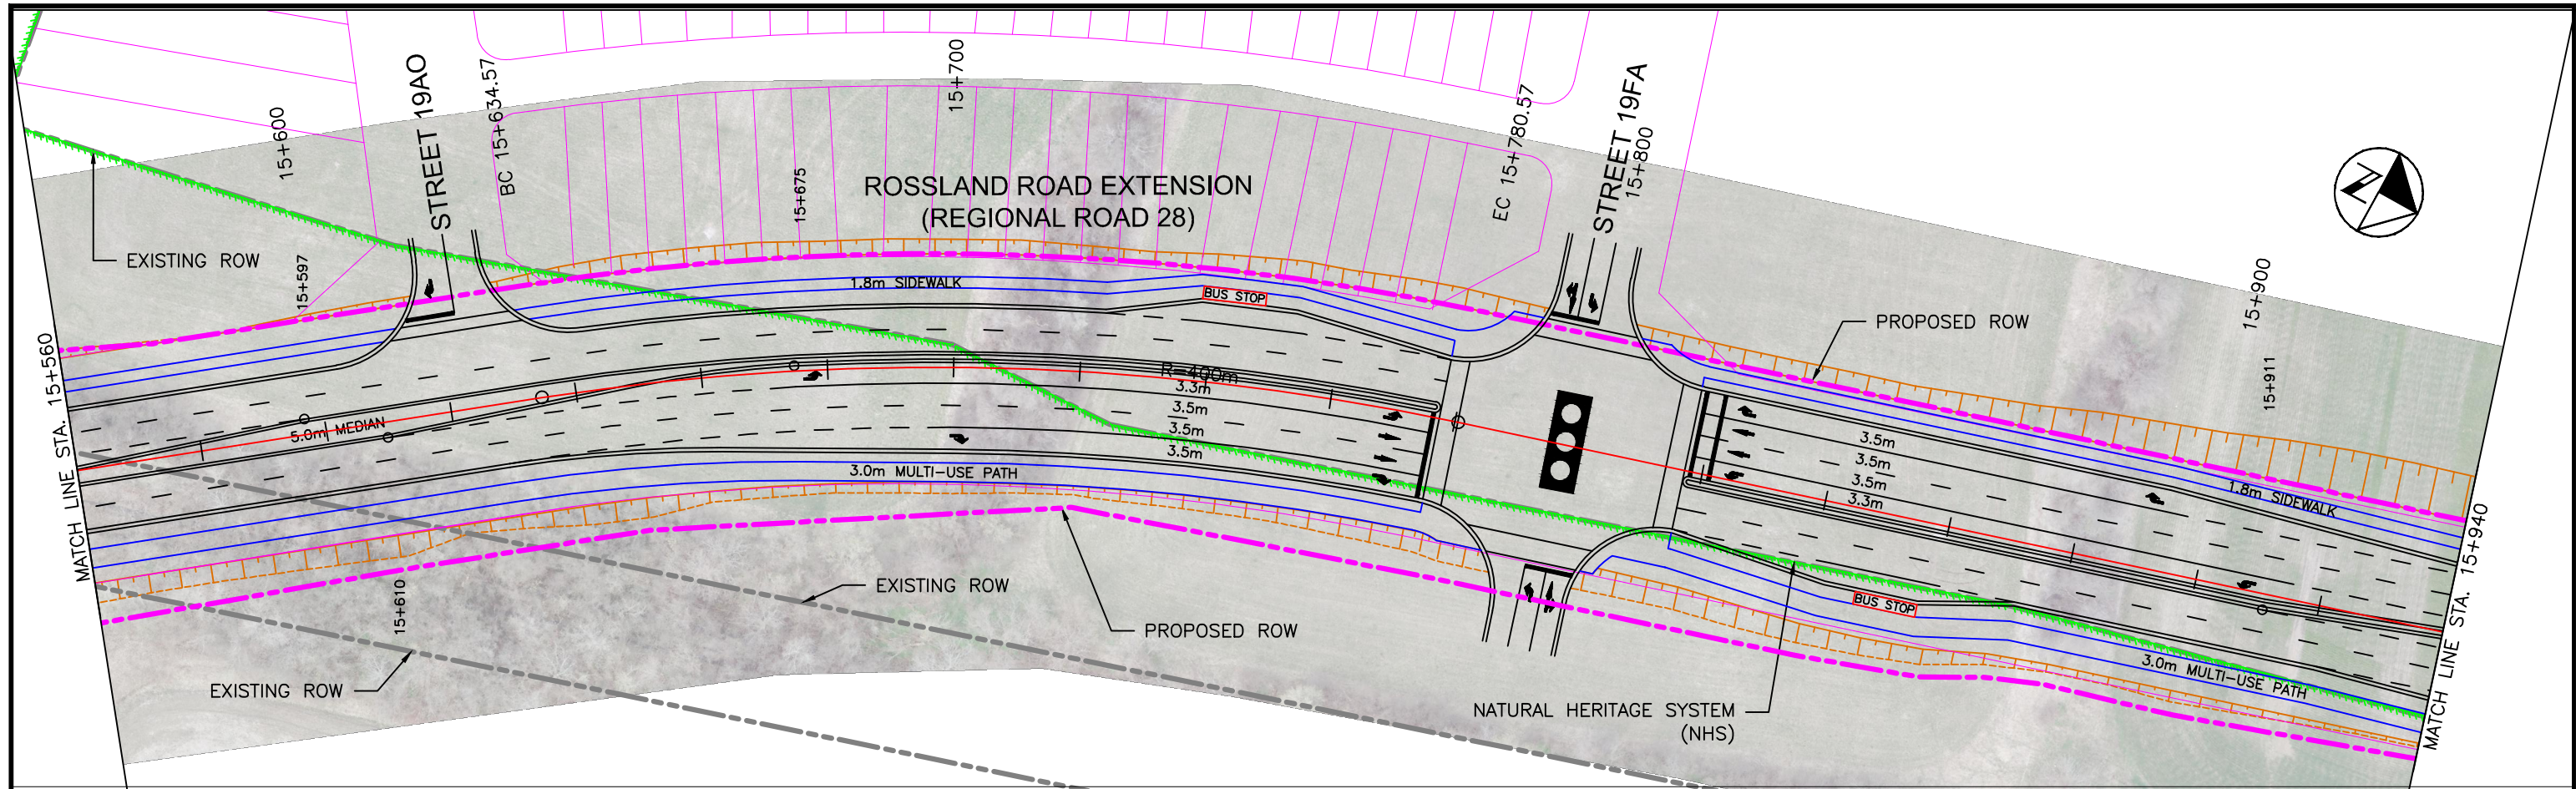 15+700
STREET 19AO
BC 15+634.57
15+600
EC 15+780.57
STREET 19FA
15+800
15+675
ROSSLAND ROAD EXTENSION
(REGIONAL ROAD 28)
N
EXISTING ROW
15+597
15+900
1.8m SIDEWALK
BUS STOP
PROPOSED ROW
MATCH LINE STA. 15+560
15+911
R=400m
3.3m
3.5m
3.5m
3.5m
5.0m MEDIAN
3.5m
3.5m
3.5m
3.3m
3.0m MULTI-USE PATH
1.8m SIDEWALK
MATCH LINE STA. 15+940
15+610
EXISTING ROW
BUS STOP
PROPOSED ROW
3.0m MULTI-USE PATH
EXISTING ROW
NATURAL HERITAGE SYSTEM
(NHS)